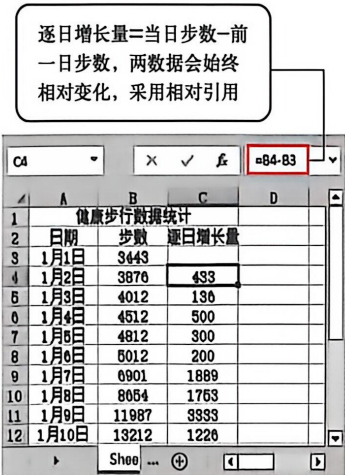 逐日增长量=当日步数-前
一日步数，两数据会始终
相对变化，采用相对引用
C4 fx =B4-B3
A B C D
1 健康步行数据统计
2 日期 步数 逐日增长量
3 1月1日 3443
4 1月2日 3876 433
5 1月3日 4012 136
6 1月4日 4512 500
7 1月5日 4812 300
8 1月6日 5012 200
9 1月7日 6901 1889
10 1月8日 8654 1753
11 1月9日 11987 3333
12 1月10日 13212 1226
Shee ...